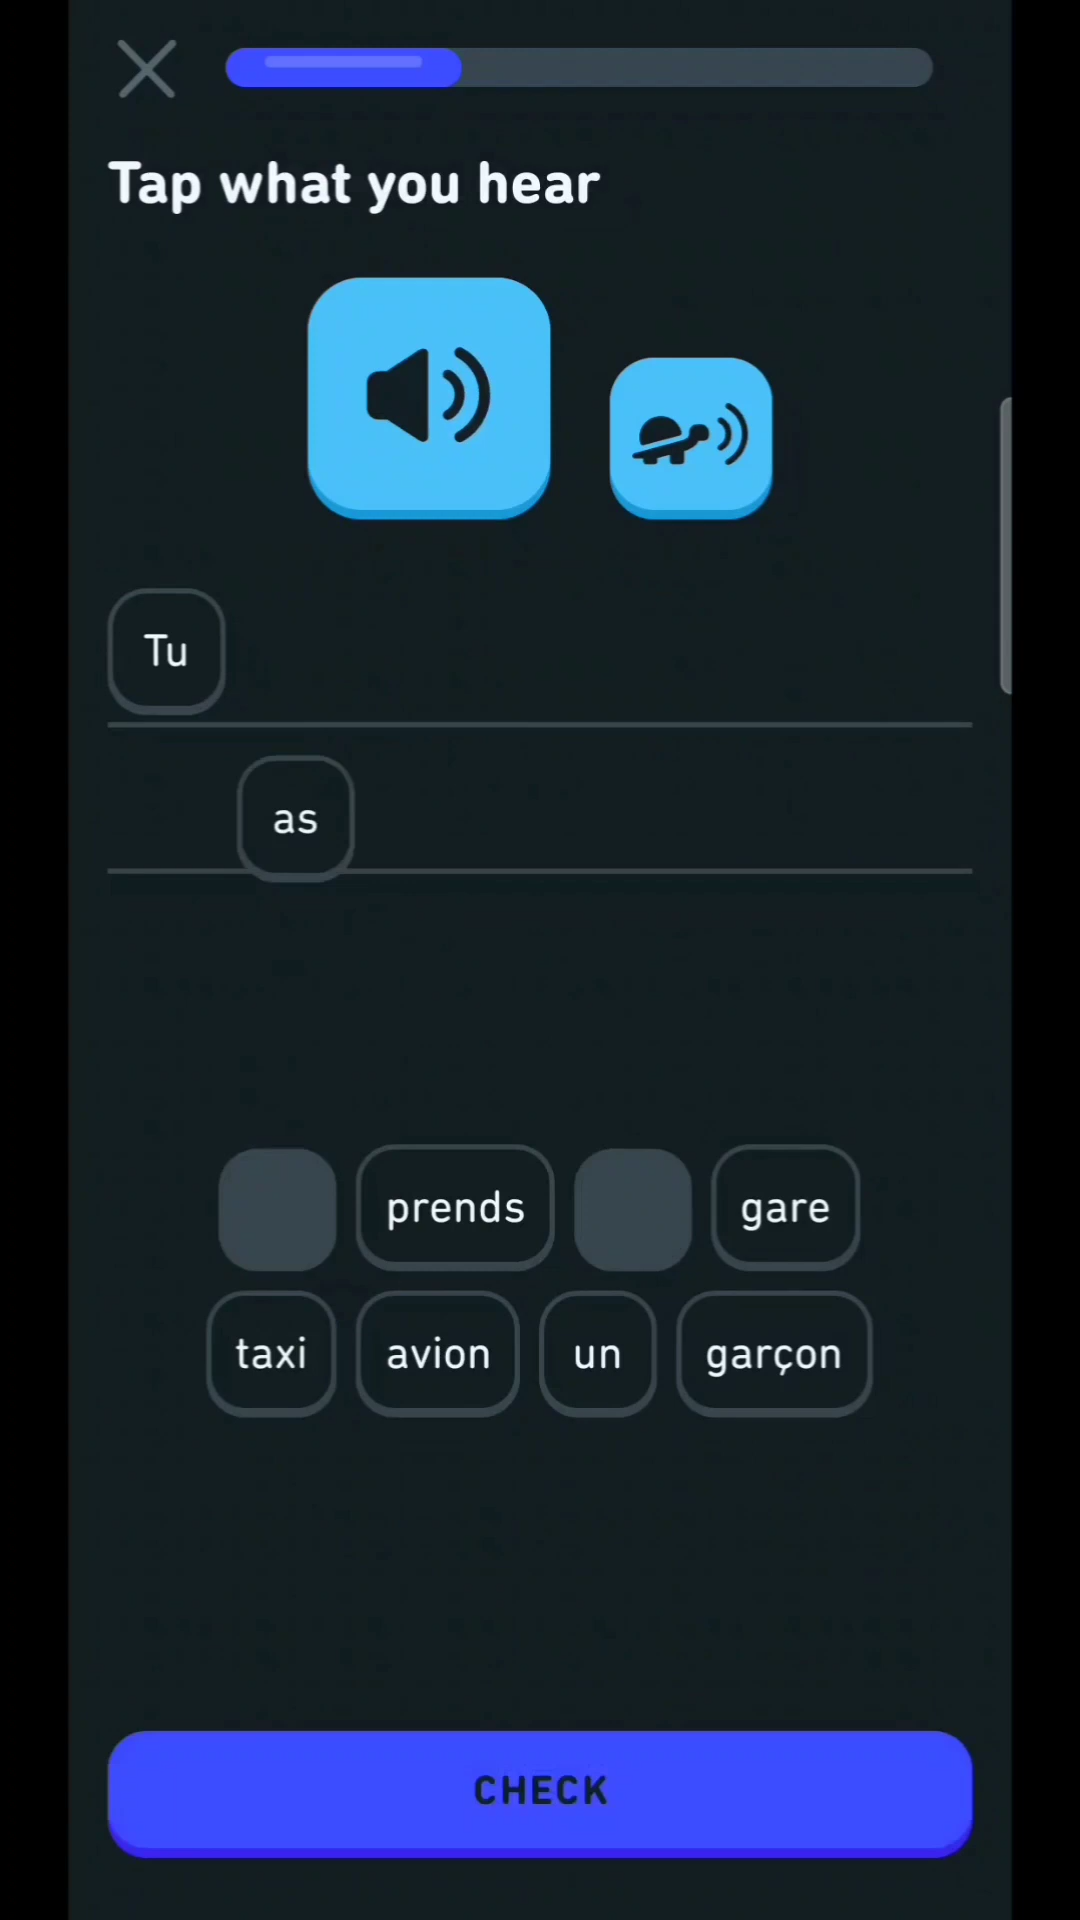 Tap what you hear
Tu
as
prends gare
taxi avion un garçon
CHECK